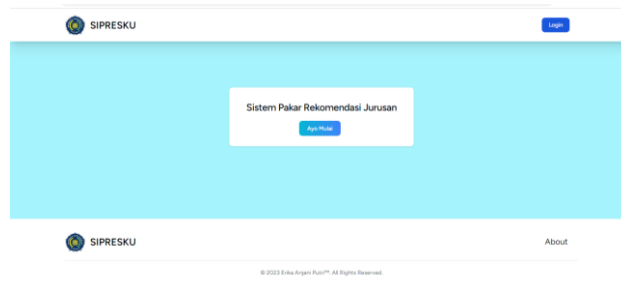 SIPRESKU
Login
Sistem Pakar Rekomendasi Jurusan
Ayo Mulai
SIPRESKU
About
© 2023 Erika Anjani Putri™. All Rights Reserved.